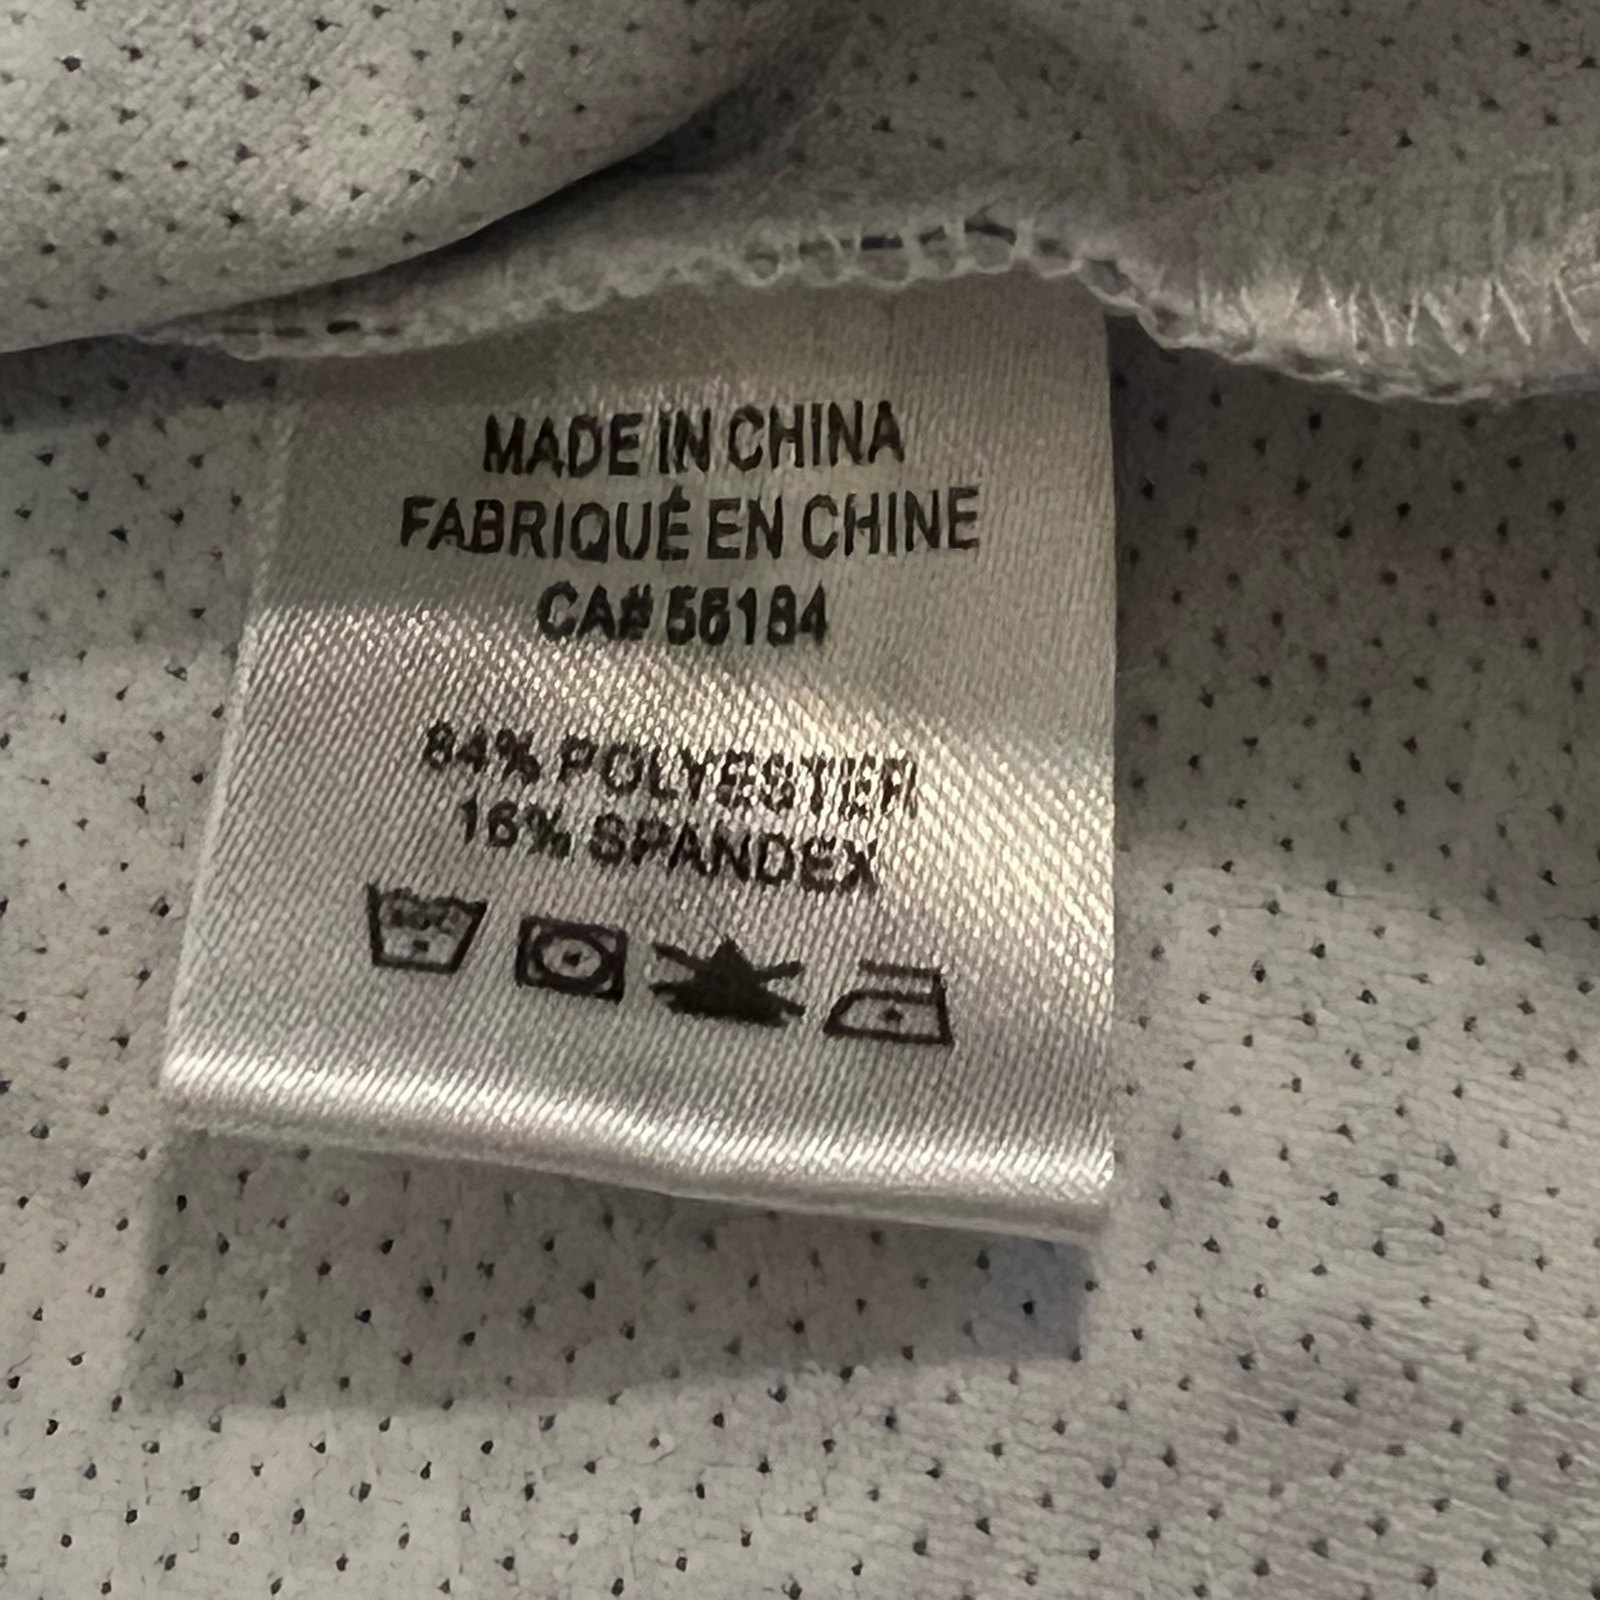 MADE IN CHINA
FABRIQUÉ EN CHINE
CA# 56184
84% POLYESTER
16% SPANDEX